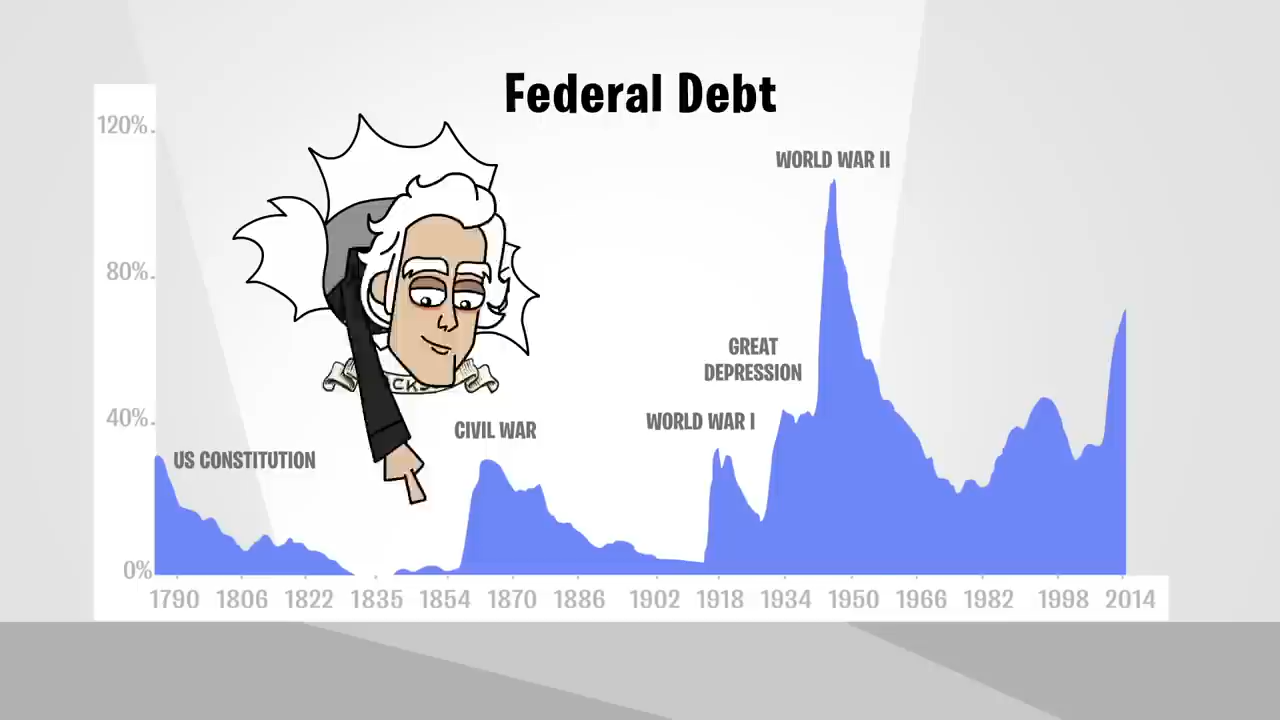 Federal Debt
120%
WORLD WAR II
80%
GREAT
DEPRESSION
40%
WORLD WAR I
CIVIL WAR
US CONSTITUTION
0%
1790 1806 1822 1835 1854 1870 1886 1902 1918 1934 1950 1966 1982 1998 2014